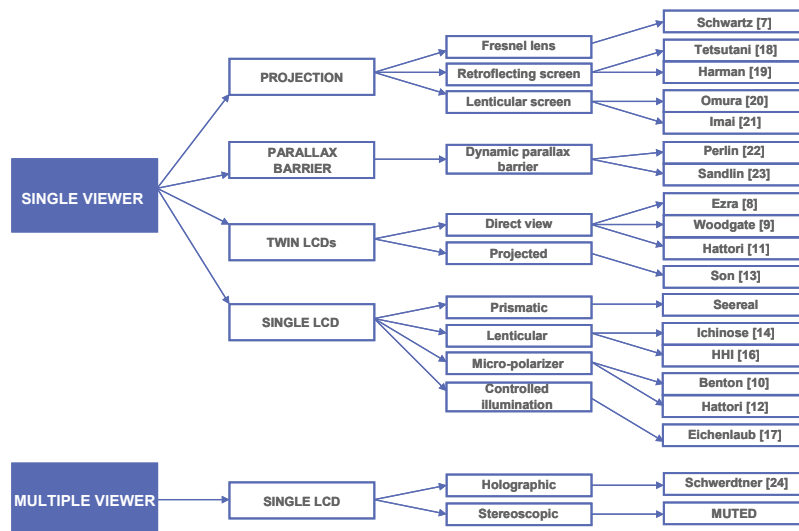 SINGLE VIEWER
PROJECTION
Fresnel lens
Schwartz [7]
Retroflecting screen
Tetsutani [18]
Harman [19]
Lenticular screen
Omura [20]
Imai [21]
PARALLAX
BARRIER
Dynamic parallax
barrier
Perlin [22]
Sandlin [23]
TWIN LCDs
Direct view
Ezra [8]
Woodgate [9]
Hattori [11]
Projected
Son [13]
SINGLE LCD
Prismatic
Seereal
Lenticular
Ichinose [14]
HHI [16]
Micro-polarizer
Benton [10]
Hattori [12]
Controlled
illumination
Eichenlaub [17]
MULTIPLE VIEWER
SINGLE LCD
Holographic
Schwerdtner [24]
Stereoscopic
MUTED